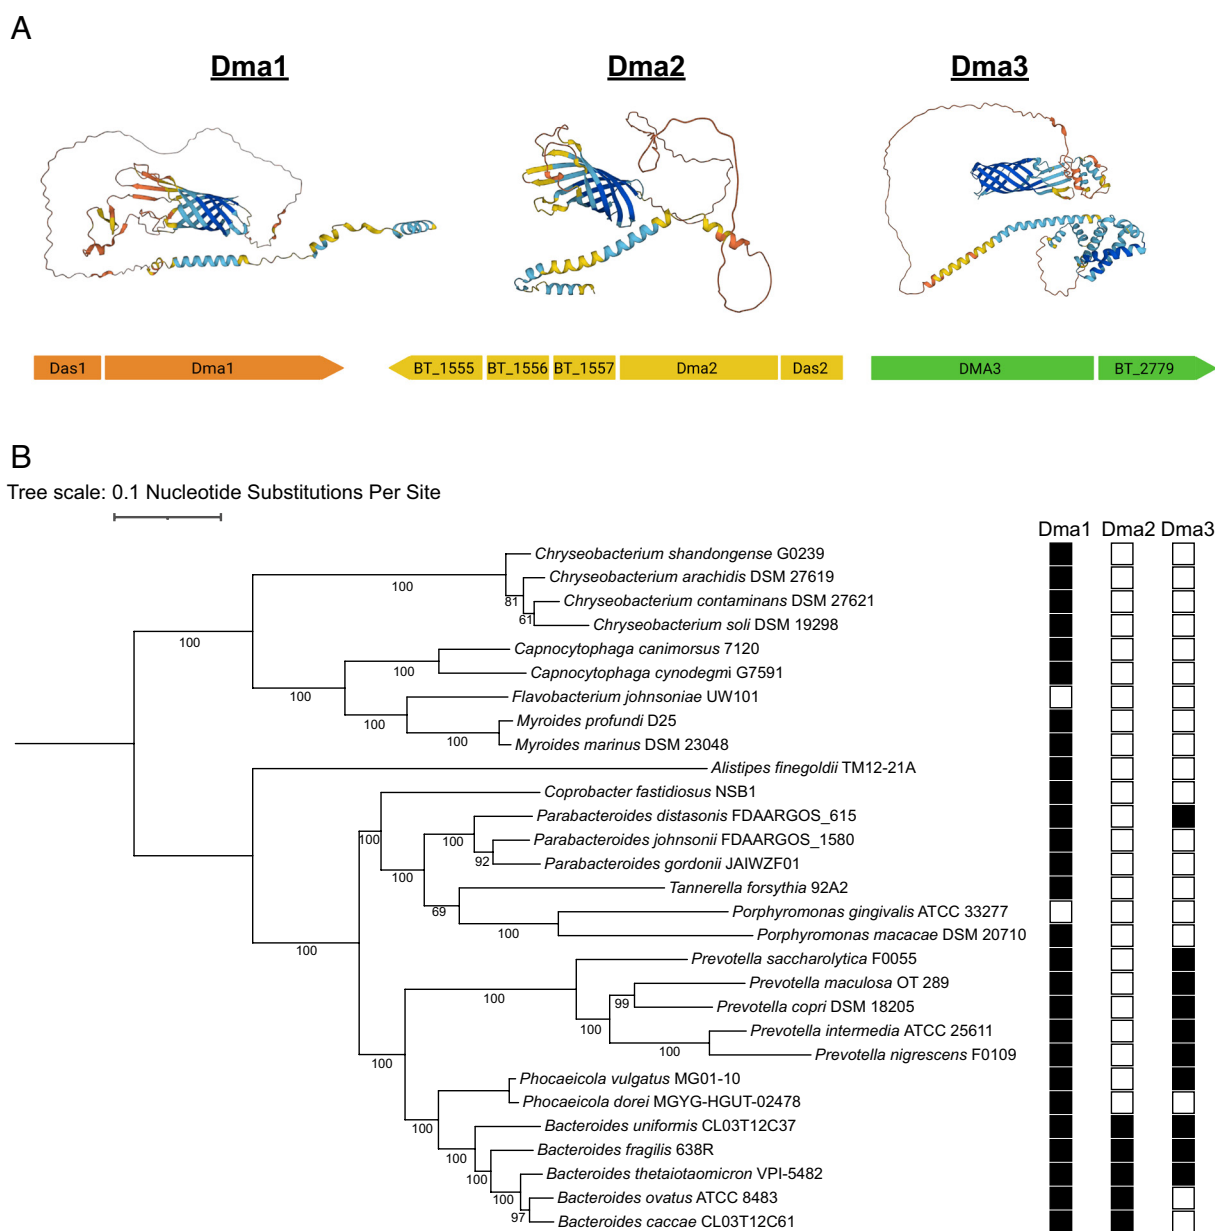 A
Dma1 Dma2 Dma3
Das1 Dma1 BT_1555 BT_1556 BT_1557 Dma2 Das2 DMA3 BT_2779
B
Tree scale: 0.1 Nucleotide Substitutions Per Site
Dma1 Dma2 Dma3
Chryseobacterium shandongense G0239
100
Chryseobacterium arachidis DSM 27619
81
Chryseobacterium contaminans DSM 27621
61
Chryseobacterium soli DSM 19298
100
Capnocytophaga canimorsus 7120
100
Capnocytophaga cynodegmi G7591
100
Flavobacterium johnsoniae UW101
100
Myroides profundi D25
100
Myroides marinus DSM 23048
Alistipes finegoldii TM12-21A
Coprobacter fastidiosus NSB1
Parabacteroides distasonis FDAARGOS_615
100
100
Parabacteroides johnsonii FDAARGOS_1580
92
Parabacteroides gordonii JAIWZF01
100
Tannerella forsythia 92A2
69
Porphyromonas gingivalis ATCC 33277
100
Porphyromonas macacae DSM 20710
100
Prevotella saccharolytica F0055
100
Prevotella maculosa OT 289
99
Prevotella copri DSM 18205
100
Prevotella intermedia ATCC 25611
100
Prevotella nigrescens F0109
100
Phocaeicola vulgatus MG01-10
Phocaeicola dorei MGYG-HGUT-02478
100
Bacteroides uniformis CL03T12C37
100
Bacteroides fragilis 638R
100
Bacteroides thetaiotaomicron VPI-5482
100
Bacteroides ovatus ATCC 8483
97
Bacteroides caccae CL03T12C61